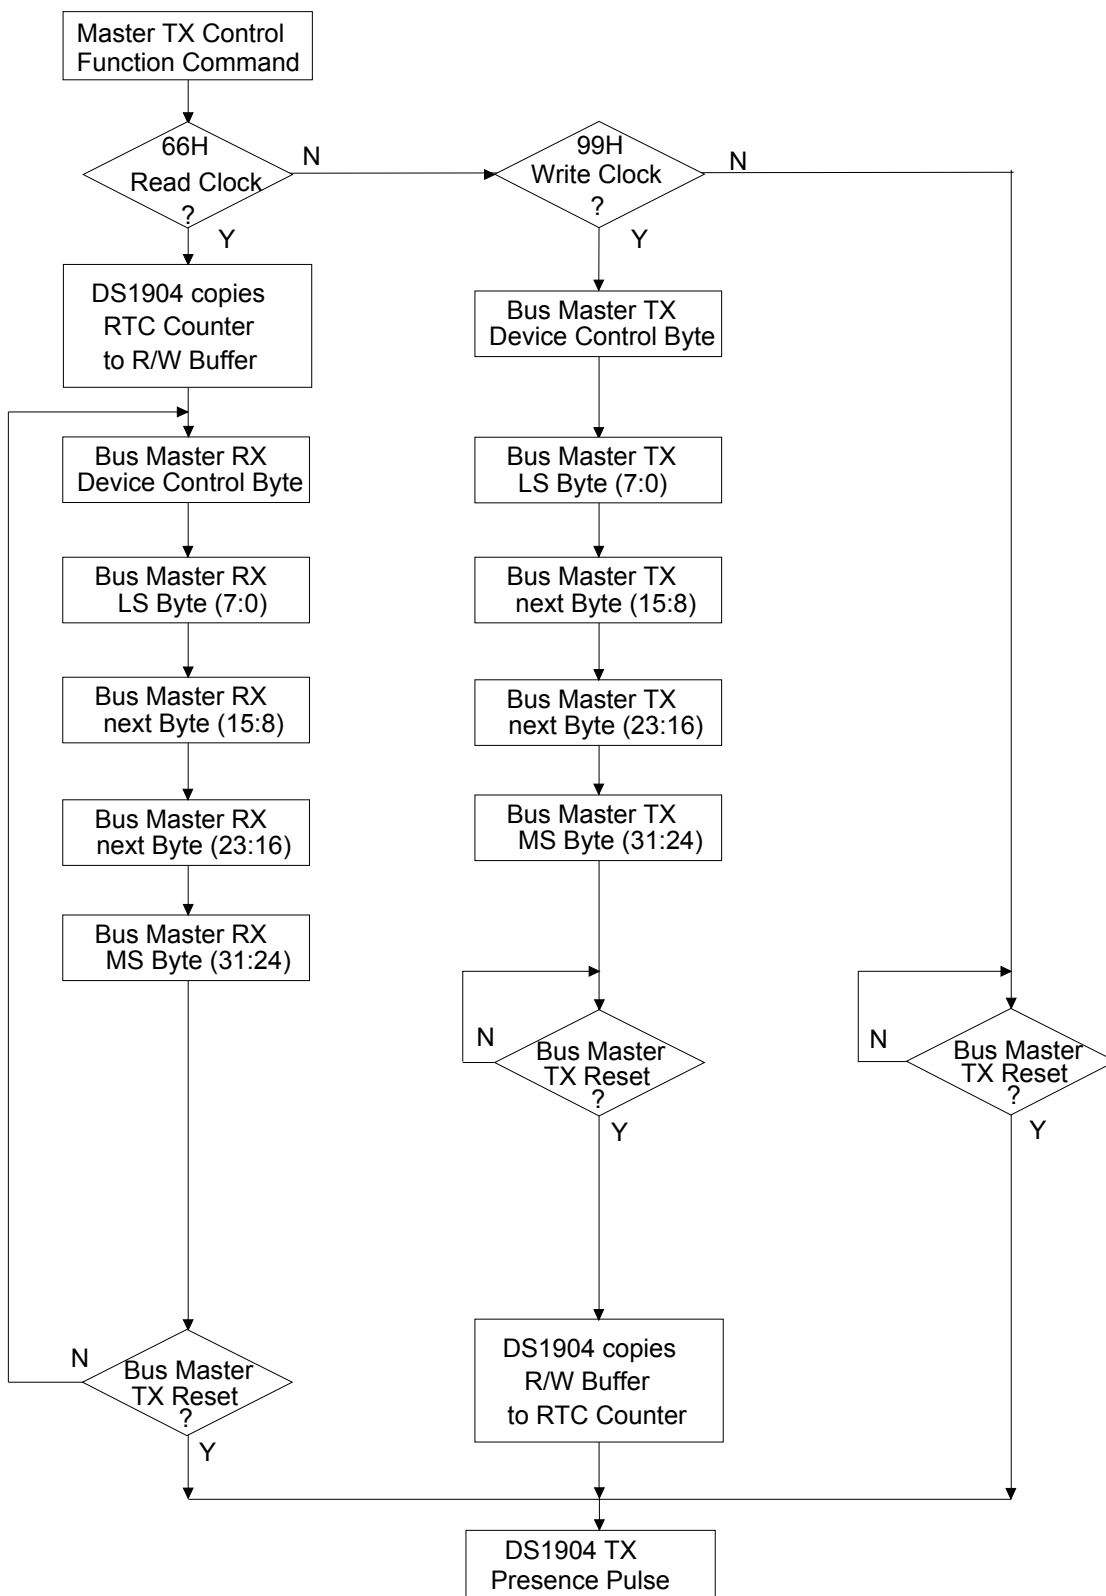 Master TX Control
Function Command
66H
Read Clock
?
N
Y
99H
Write Clock
?
N
Y
DS1904 copies
RTC Counter
to R/W Buffer
Bus Master RX
Device Control Byte
Bus Master RX
LS Byte (7:0)
Bus Master RX
next Byte (15:8)
Bus Master RX
next Byte (23:16)
Bus Master RX
MS Byte (31:24)
N
Bus Master
TX Reset
?
Y
Bus Master TX
Device Control Byte
Bus Master TX
LS Byte (7:0)
Bus Master TX
next Byte (15:8)
Bus Master TX
next Byte (23:16)
Bus Master TX
MS Byte (31:24)
N
Bus Master
TX Reset
?
Y
DS1904 copies
R/W Buffer
to RTC Counter
N
Bus Master
TX Reset
?
Y
DS1904 TX
Presence Pulse